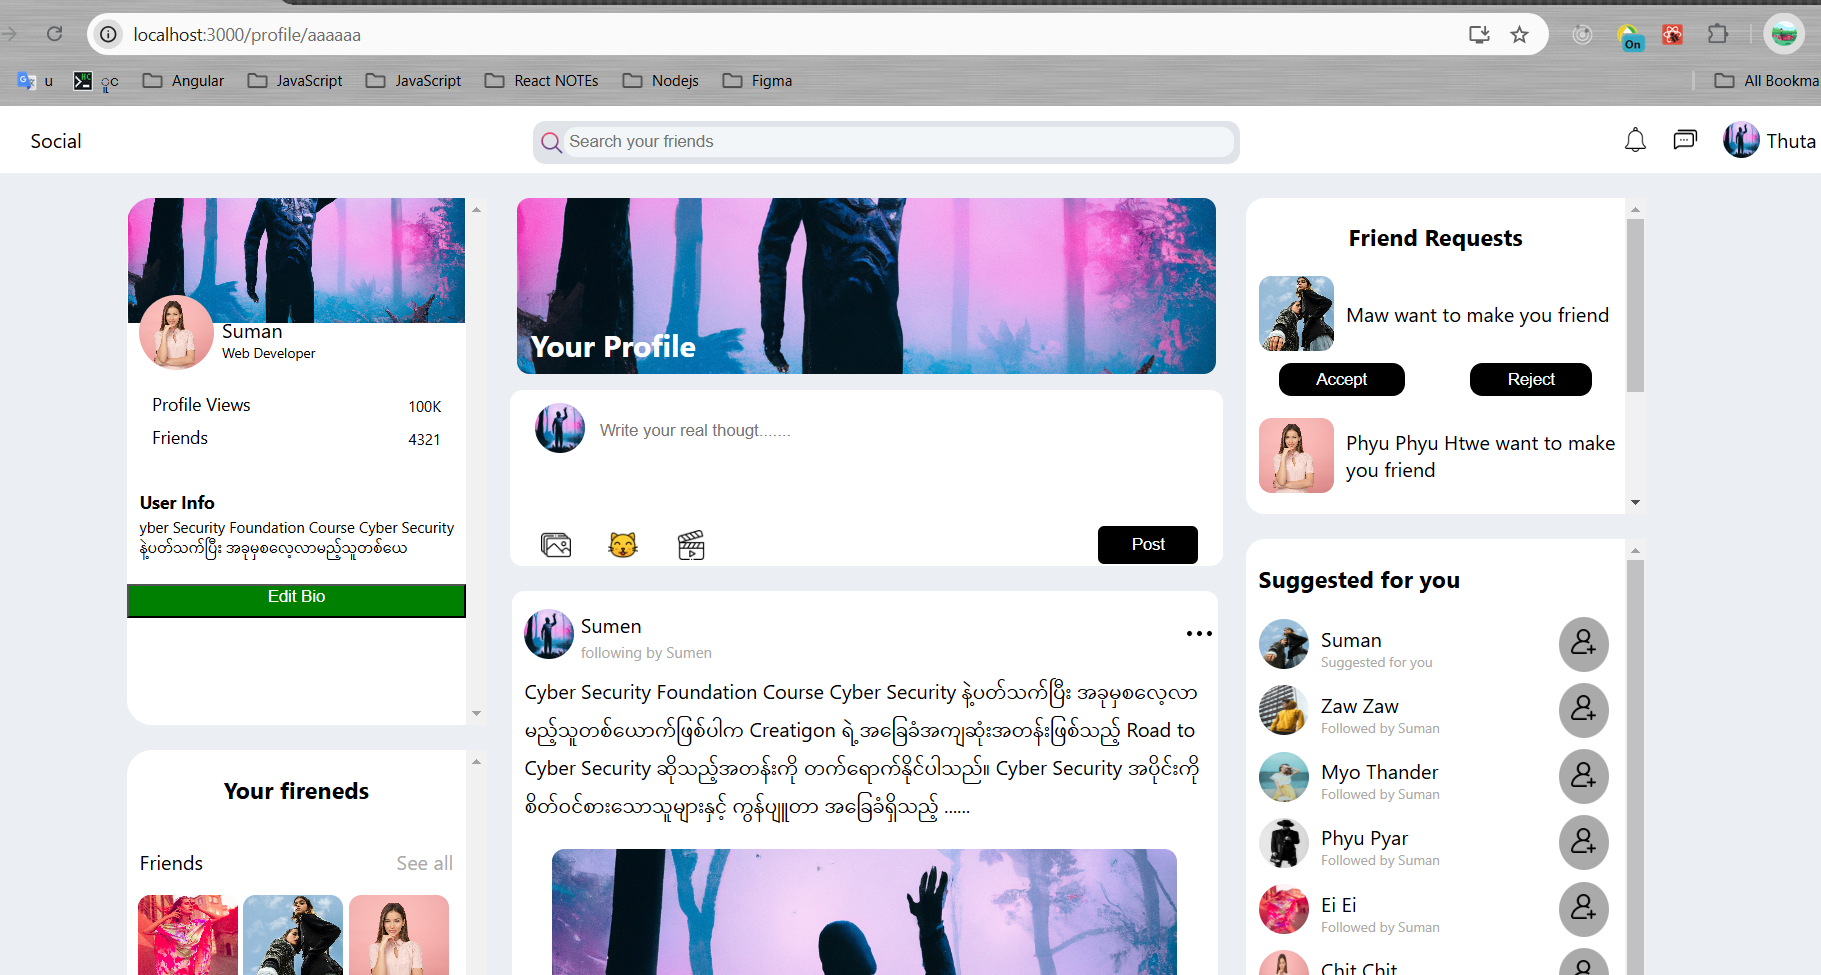 localhost:3000/profile/aaaaaa
On
u
Angular
JavaScript
JavaScript
React NOTEs
Nodejs
Figma
All Bookma
Social
Search your friends
Thuta
Suman
Web Developer
Profile Views 100K
Friends 4321
User Info
yber Security Foundation Course Cyber Security
နဲ့ပတ်သက်ပြီး အခုမှစလေ့လာမည့်သူတစ်ယေ
Edit Bio
Your fireneds
Friends See all
Your Profile
Write your real thougt.......
Post
Sumen
following by Sumen
Cyber Security Foundation Course Cyber Security နဲ့ပတ်သက်ပြီး အခုမှစလေ့လာ
မည့်သူတစ်ယောက်ဖြစ်ပါက Creatigon ရဲ့အခြေခံအကျဆုံးအတန်းဖြစ်သည့် Road to
Cyber Security ဆိုသည့်အတန်းကို တက်ရောက်နိုင်ပါသည်။ Cyber Security အပိုင်းကို
စိတ်ဝင်စားသောသူများနှင့် ကွန်ပျူတာ အခြေခံရှိသည့် ......
Friend Requests
Maw want to make you friend
Accept Reject
Phyu Phyu Htwe want to make
you friend
Suggested for you
Suman
Suggested for you
Zaw Zaw
Followed by Suman
Myo Thander
Followed by Suman
Phyu Pyar
Followed by Suman
Ei Ei
Followed by Suman
Chit Chit